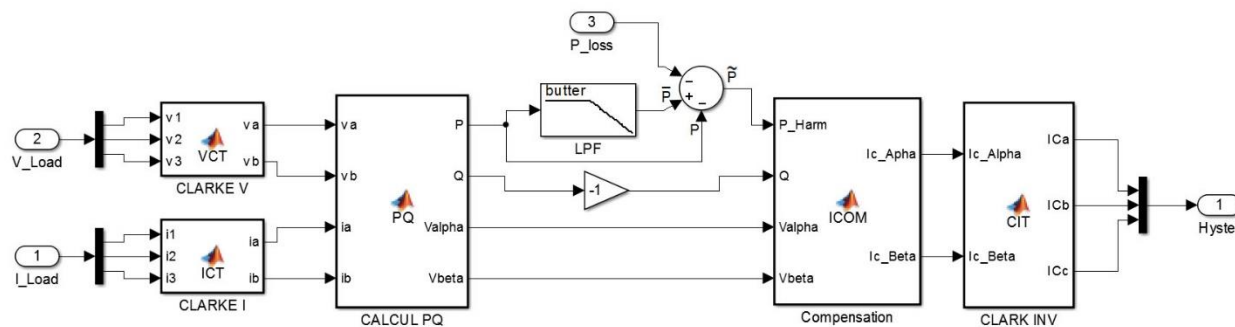 3
P_loss
−
P̃
butter
P̄
+
−
P
LPF
2
V_Load
v1
v2
v3
va
vb
VCT
CLARKE V
1
I_Load
i1
i2
i3
ia
ib
ICT
CLARKE I
va
vb
ia
ib
PQ
P
Q
Valpha
Vbeta
CALCUL PQ
-1
P_Harm
Q
Valpha
Vbeta
ICOM
Ic_Apha
Ic_Beta
Compensation
Ic_Alpha
Ic_Beta
CIT
ICa
ICb
ICc
CLARK INV
1
Hyster